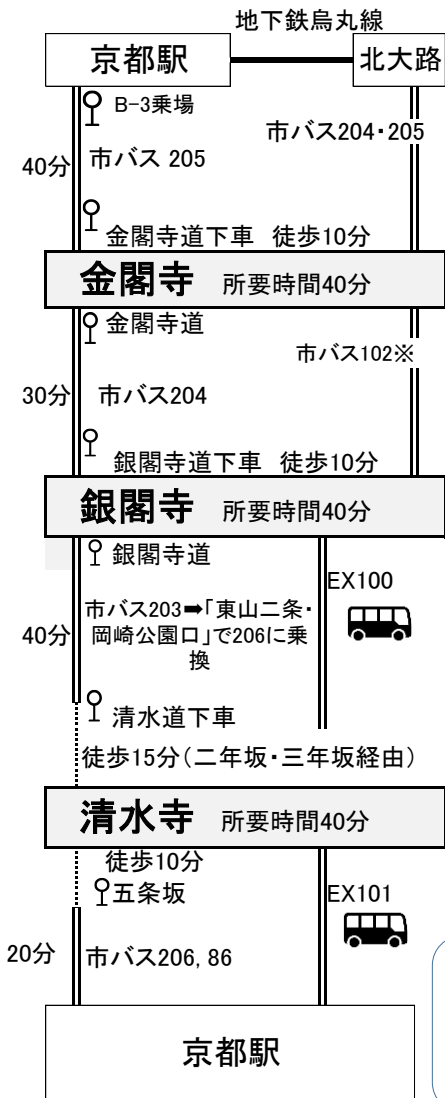 地下鉄烏丸線
京都駅
北大路
B-3乗場
市バス204・205
市バス 205
40分
金閣寺道下車 徒歩10分
金閣寺 所要時間40分
金閣寺道
市バス102※
30分
市バス204
銀閣寺道下車 徒歩10分
銀閣寺 所要時間40分
銀閣寺道
EX100
市バス203➡「東山二条・
岡崎公園口」で206に乗
換
40分
清水道下車
徒歩15分(二年坂・三年坂経由)
清水寺 所要時間40分
徒歩10分
五条坂
EX101
20分
市バス206, 86
京都駅